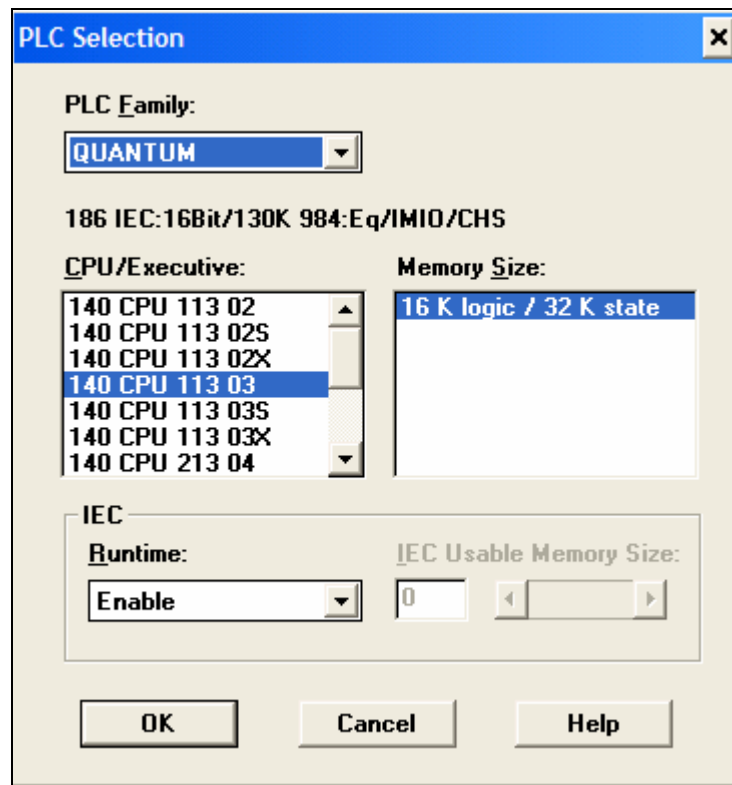 PLC Selection
PLC Family:
QUANTUM
186 IEC:16Bit/130K 984:Eq/IMIO/CHS
CPU/Executive: Memory Size:
140 CPU 113 02 16 K logic / 32 K state
140 CPU 113 02S
140 CPU 113 02X
140 CPU 113 03
140 CPU 113 03S
140 CPU 113 03X
140 CPU 213 04
IEC
Runtime: IEC Usable Memory Size:
Enable 0
OK Cancel Help